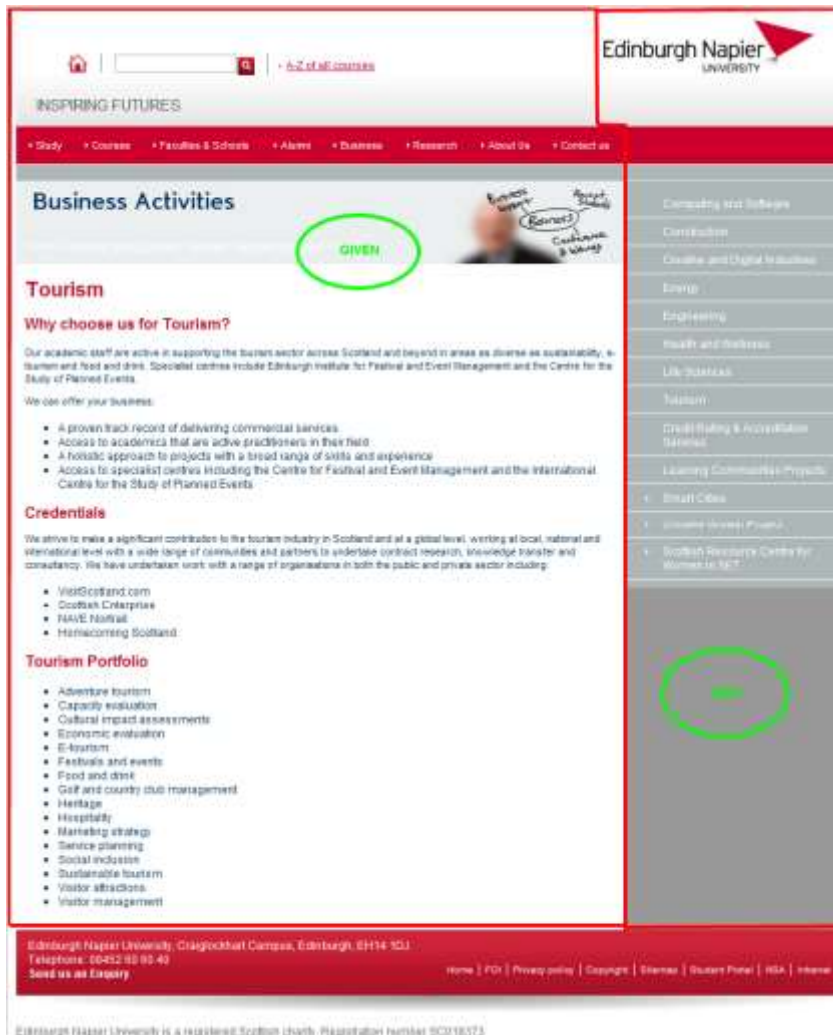 A-Z of all courses
Edinburgh Napier
UNIVERSITY
INSPIRING FUTURES
Study
Courses
Faculties & Schools
Alumni
Business
Research
About Us
Contact us
Business Activities
Business
Business
Conferences
& Venues
GIVEN
Tourism
Why choose us for Tourism?
Our academic staff are active in supporting the tourism sector across Scotland and beyond in areas as diverse as sustainability, e-
tourism and food and drink. Specialist centres include Edinburgh Institute for Festival and Event Management and the Centre for the
Study of Planned Events.
We can offer your business:
A proven track record of delivering commercial services
Access to academics that are active practitioners in their field
A holistic approach to projects with a broad range of skills and experience
Access to specialist centres including the Centre for Festival and Event Management and the International
Centre for the Study of Planned Events
Credentials
We strive to make a significant contribution to the tourism industry in Scotland and at a global level, working at local, national and
international level with a wide range of communities and partners to undertake contract research, knowledge transfer and
consultancy. We have undertaken work with a range of organisations in both the public and private sector including:
VisitScotland.com
Scottish Enterprise
NAVE Nortrail
Homecoming Scotland
Tourism Portfolio
Adventure tourism
Capacity evaluation
Cultural impact assessments
Economic evaluation
E-tourism
Festivals and events
Food and drink
Golf and country club management
Heritage
Hospitality
Marketing strategy
Service planning
Social inclusion
Sustainable tourism
Visitor attractions
Visitor management
Computing and Software
Construction
Creative and Digital Industries
Energy
Engineering
Health and Wellness
Life Sciences
Tourism
Credit Rating & Accreditation
Services
Learning Communities Projects
Smart Cities
Scottish Resource Centre for
Women in SET
Edinburgh Napier University, Craiglockhart Campus, Edinburgh, EH14 1DJ
Telephone: 08452 60 60 40
Send us an Enquiry
Home | FOI | Privacy policy | Copyright | Sitemap | Student Portal | NSA | Intranet
Edinburgh Napier University is a registered Scottish charity. Registration number SC018373